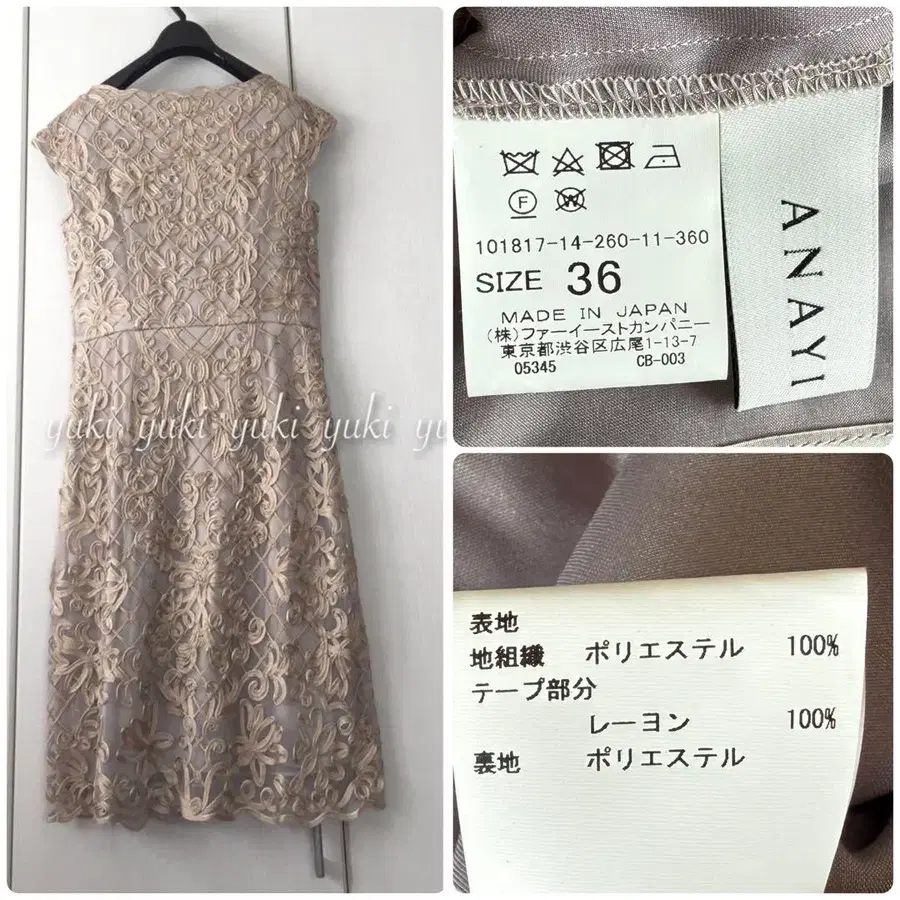 yuki yuki yuki yuki yu
101817-14-260-11-360
SIZE 36
MADE IN JAPAN
(株)ファーイーストカンパニー
東京都渋谷区広尾1-13-7
05345 CB-003
ANAYI
表地
地組織 ポリエステル 100%
テープ部分
レーヨン 100%
裏地 ポリエステル